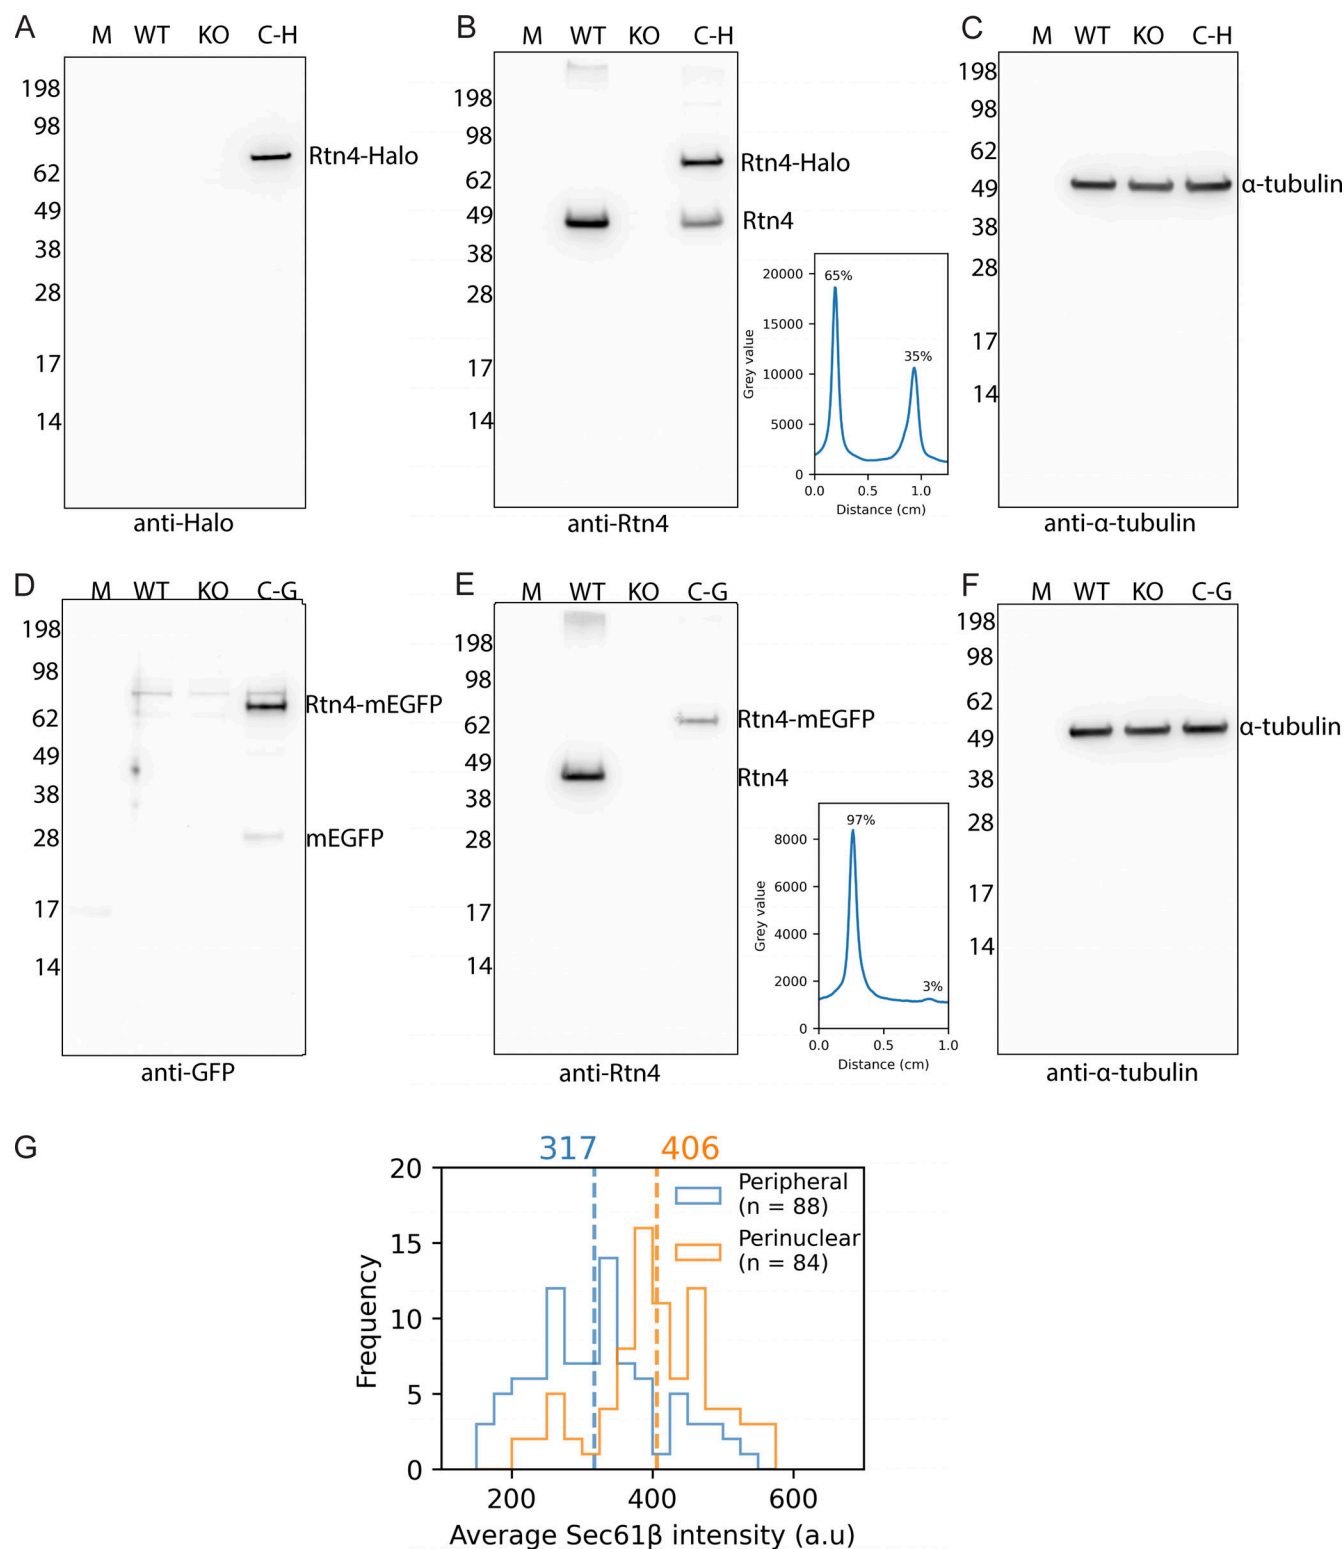 A
M WT KO C-H
198
98
62
49
38
28
17
14
Rtn4-Halo
anti-Halo
B
M WT KO C-H
198
98
62
49
38
28
17
14
Rtn4-Halo
Rtn4
anti-Rtn4
20000
15000
10000
5000
0
Grey value
65%
35%
0.0 0.5 1.0
Distance (cm)
C
M WT KO C-H
198
98
62
49
38
28
17
14
α-tubulin
anti-α-tubulin
D
M WT KO C-G
198
98
62
49
38
28
17
14
Rtn4-mEGFP
mEGFP
anti-GFP
E
M WT KO C-G
198
98
62
49
38
28
17
14
Rtn4-mEGFP
Rtn4
anti-Rtn4
8000
6000
4000
2000
0
Grey value
97%
3%
0.0 0.5 1.0
Distance (cm)
F
M WT KO C-G
198
98
62
49
38
28
17
14
α-tubulin
anti-α-tubulin
G
317 406
20
15
10
5
0
Frequency
Peripheral
(n = 88)
Perinuclear
(n = 84)
200 400 600
Average Sec61β intensity (a.u)